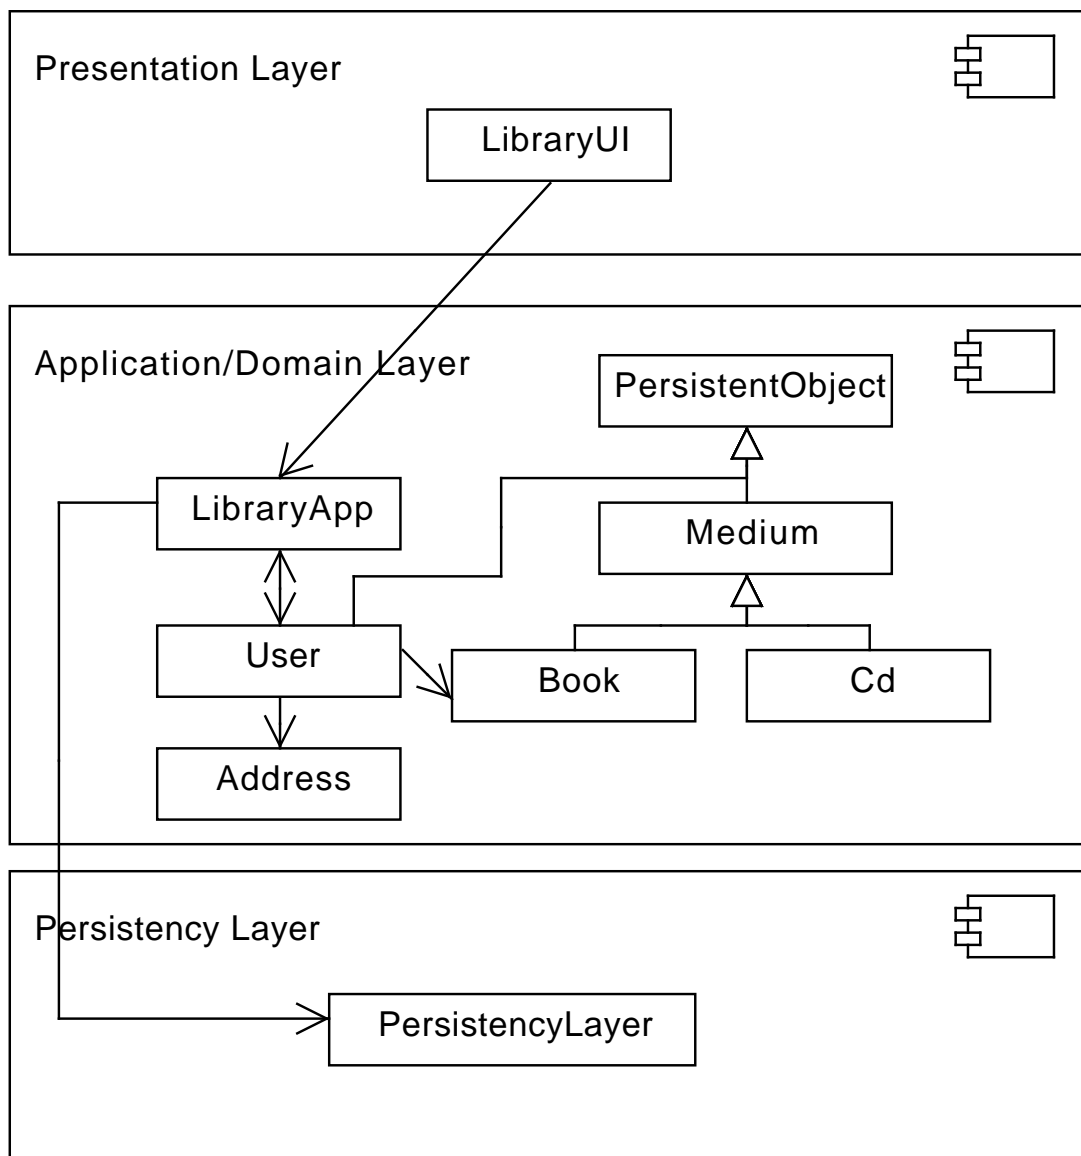 Presentation Layer
LibraryUI
Application/Domain Layer
PersistentObject
LibraryApp
Medium
User
Book
Cd
Address
Persistency Layer
PersistencyLayer